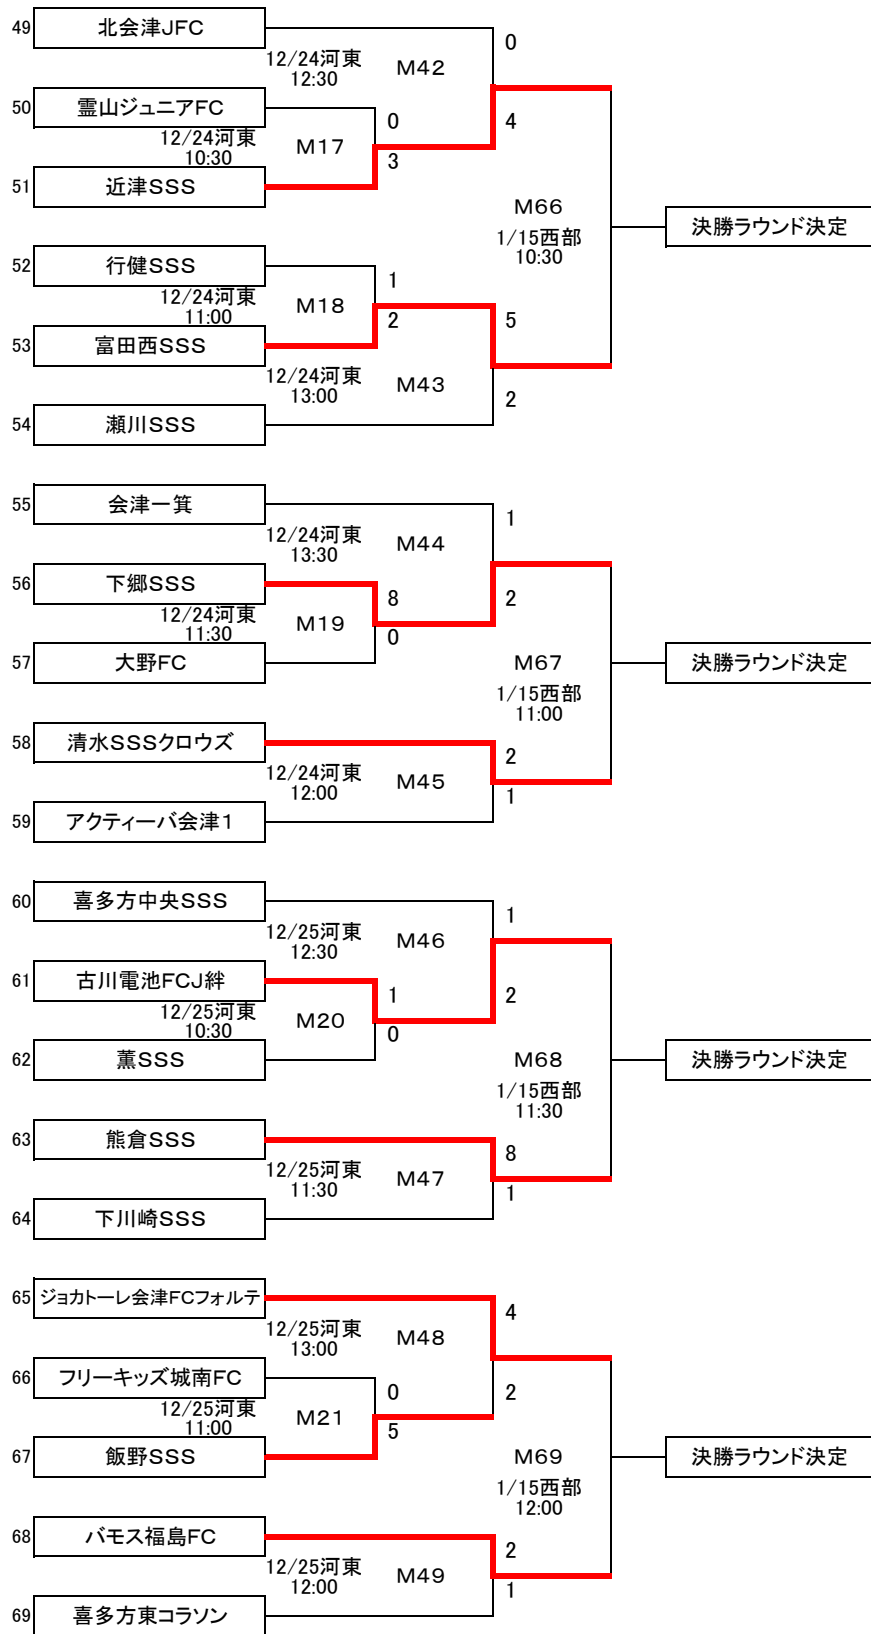 49 北会津JFC
0
12/24河東
12:30
M42
50 霊山ジュニアFC
0
4
12/24河東
10:30
M17
3
51 近津SSS
M66
1/15西部
10:30
決勝ラウンド決定
52 行健SSS
1
12/24河東
11:00
M18
2
5
53 富田西SSS
12/24河東
13:00
M43
2
54 瀬川SSS
55 会津一箕
1
12/24河東
13:30
M44
56 下郷SSS
8
2
12/24河東
11:30
M19
0
57 大野FC
M67
1/15西部
11:00
決勝ラウンド決定
58 清水SSSクロウズ
2
12/24河東
12:00
M45
1
59 アクティーバ会津1
60 喜多方中央SSS
1
12/25河東
12:30
M46
61 古川電池FCJ絆
1
2
12/25河東
10:30
M20
0
62 薫SSS
M68
1/15西部
11:30
決勝ラウンド決定
63 熊倉SSS
8
12/25河東
11:30
M47
1
64 下川崎SSS
65 ジョカトーレ会津FCフォルテ
4
12/25河東
13:00
M48
66 フリーキッズ城南FC
0
2
12/25河東
11:00
M21
5
67 飯野SSS
M69
1/15西部
12:00
決勝ラウンド決定
68 バモス福島FC
2
12/25河東
12:00
M49
1
69 喜多方東コラソン